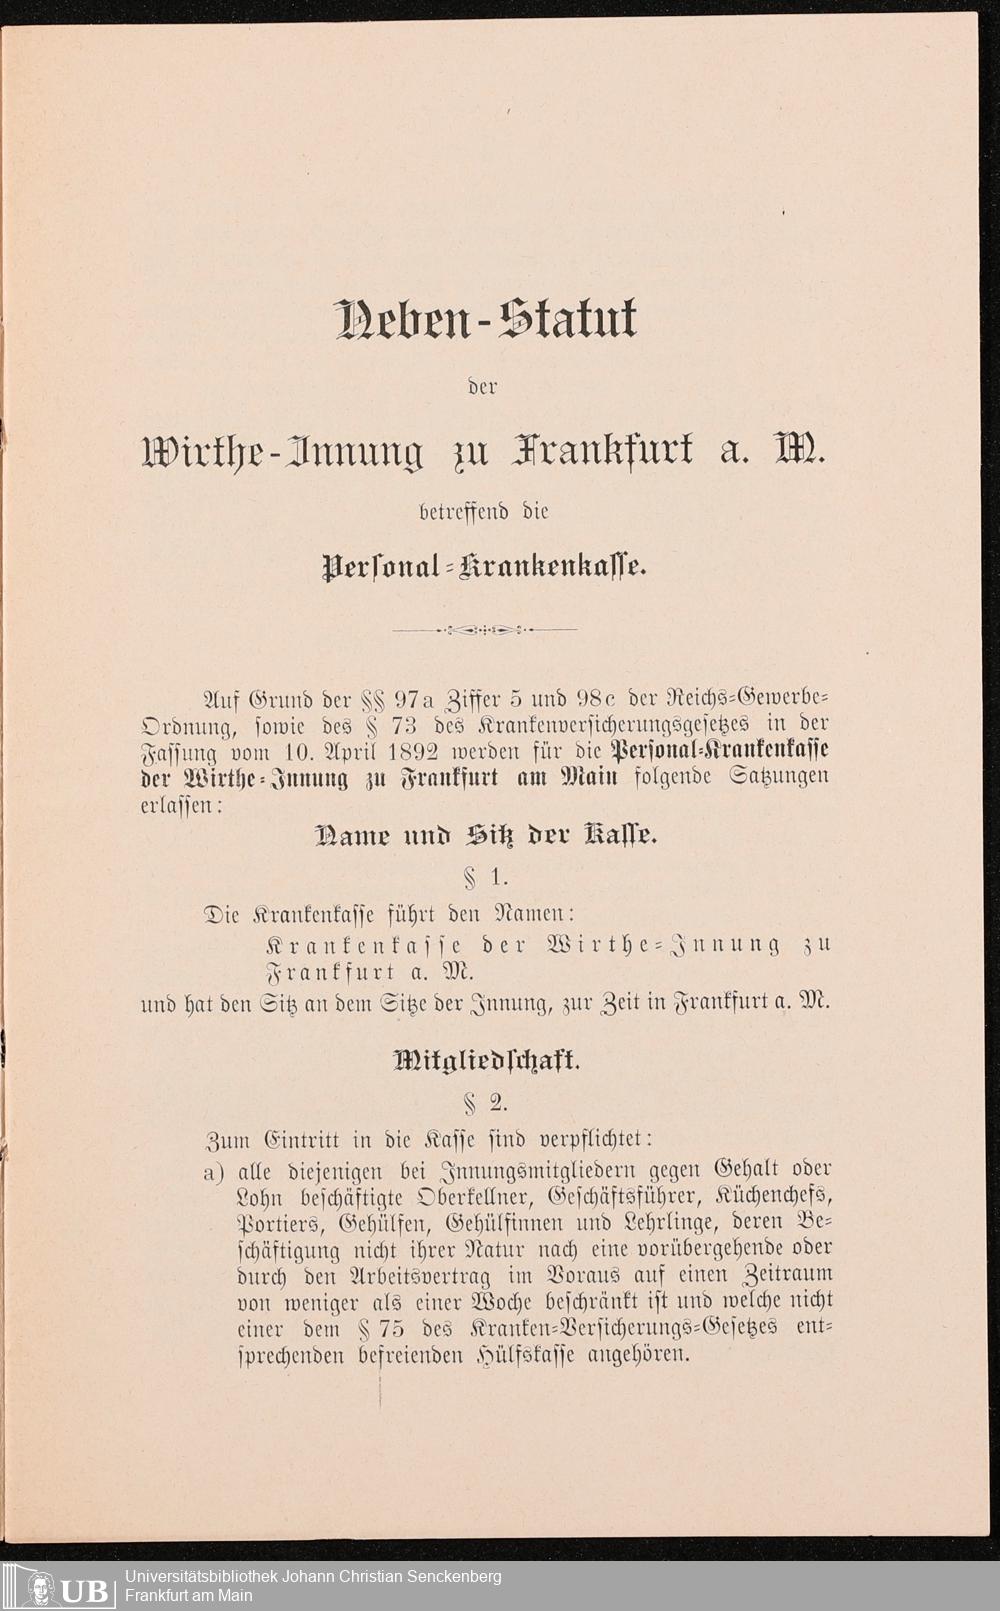 Neben-Statut
der
Wirthe-Innung zu Frankfurt a. M.
betreffend die
Personal-Krankenkasse.
Auf Grund der §§ 97a Ziffer 5 und 98c der Reichs-Gewerbe-
Ordnung, sowie des § 73 des Krankenversicherungsgesetzes in der
Fassung vom 10. April 1892 werden für die Personal-Krankenkasse
der Wirthe-Innung zu Frankfurt am Main folgende Satzungen
erlassen:
Name und Sitz der Kasse.
§ 1.
Die Krankenkasse führt den Namen:
Krankenkasse der Wirthe-Innung zu
Frankfurt a. M.
und hat den Sitz an dem Sitze der Innung, zur Zeit in Frankfurt a. M.
Mitgliedschaft.
§ 2.
Zum Eintritt in die Kasse sind verpflichtet:
a) alle diejenigen bei Innungsmitgliedern gegen Gehalt oder
Lohn beschäftigte Oberkellner, Geschäftsführer, Küchenchefs,
Portiers, Gehülfen, Gehülfinnen und Lehrlinge, deren Be-
schäftigung nicht ihrer Natur nach eine vorübergehende oder
durch den Arbeitsvertrag im Voraus auf einen Zeitraum
von weniger als einer Woche beschränkt ist und welche nicht
einer dem § 75 des Kranken-Versicherungs-Gesetzes ent-
sprechenden befreienden Hülfskasse angehören.
UB
Universitätsbibliothek Johann Christian Senckenberg
Frankfurt am Main